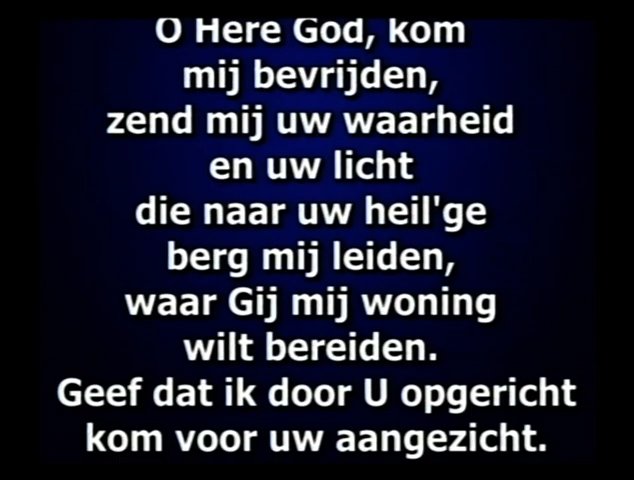 O Here God, kom
mij bevrijden,
zend mij uw waarheid
en uw licht
die naar uw heil'ge
berg mij leiden,
waar Gij mij woning
wilt bereiden.
Geef dat ik door U opgericht
kom voor uw aangezicht.